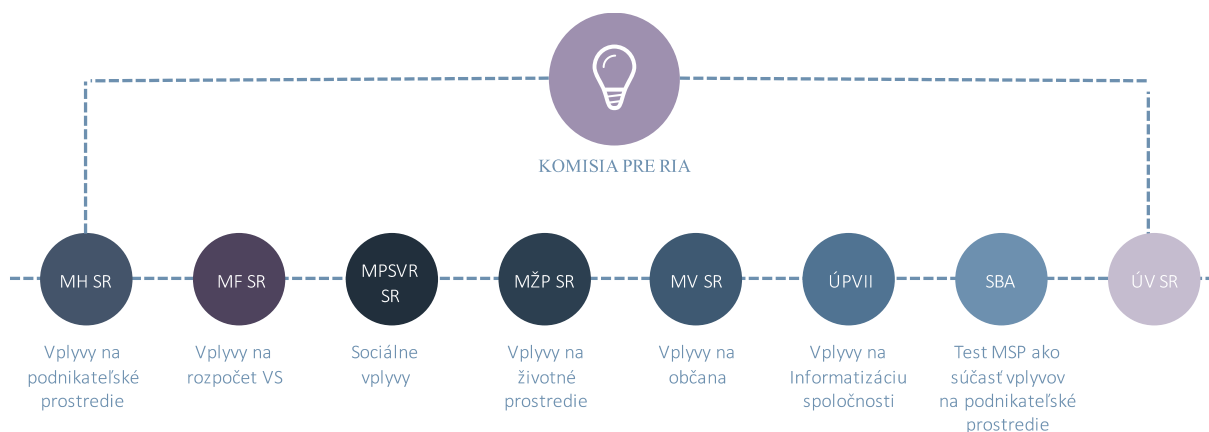 KOMISIA PRE RIA
MH SR
MF SR
MPSVR
SR
MŽP SR
MV SR
ÚPVII
SBA
ÚV SR
Vplyvy na
podnikateľské
prostredie
Vplyvy na
rozpočet VS
Sociálne
vplyvy
Vplyvy na
životné
prostredie
Vplyvy na
občana
Vplyvy na
Informatizáciu
spoločnosti
Test MSP ako
súčasť vplyvov
na podnikateľské
prostredie